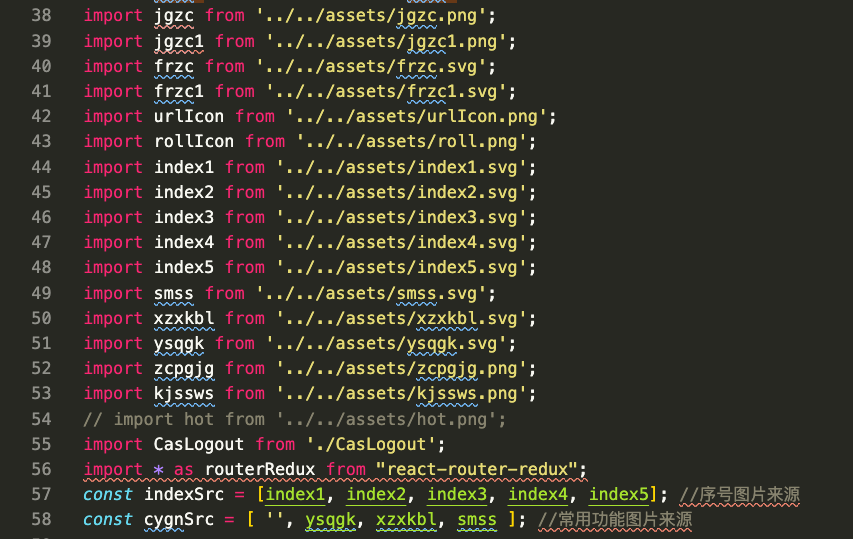 38 import jgzc from '../../assets/jgzc.png';
39 import jgzc1 from '../../assets/jgzc1.png';
40 import frzc from '../../assets/frzc.svg';
41 import frzc1 from '../../assets/frzc1.svg';
42 import urlIcon from '../../assets/urlIcon.png';
43 import rollIcon from '../../assets/roll.png';
44 import index1 from '../../assets/index1.svg';
45 import index2 from '../../assets/index2.svg';
46 import index3 from '../../assets/index3.svg';
47 import index4 from '../../assets/index4.svg';
48 import index5 from '../../assets/index5.svg';
49 import smss from '../../assets/smss.svg';
50 import xzxkbl from '../../assets/xzxkbl.svg';
51 import ysqgk from '../../assets/ysqgk.svg';
52 import zcpgjg from '../../assets/zcpgjg.png';
53 import kjssws from '../../assets/kjssws.png';
54 // import hot from '../../assets/hot.png';
55 import CasLogout from './CasLogout';
56 import * as routerRedux from "react-router-redux";
57 const indexSrc = [index1, index2, index3, index4, index5]; //序号图片来源
58 const cygnSrc = [ '', ysqgk, xzxkbl, smss ]; //常用功能图片来源